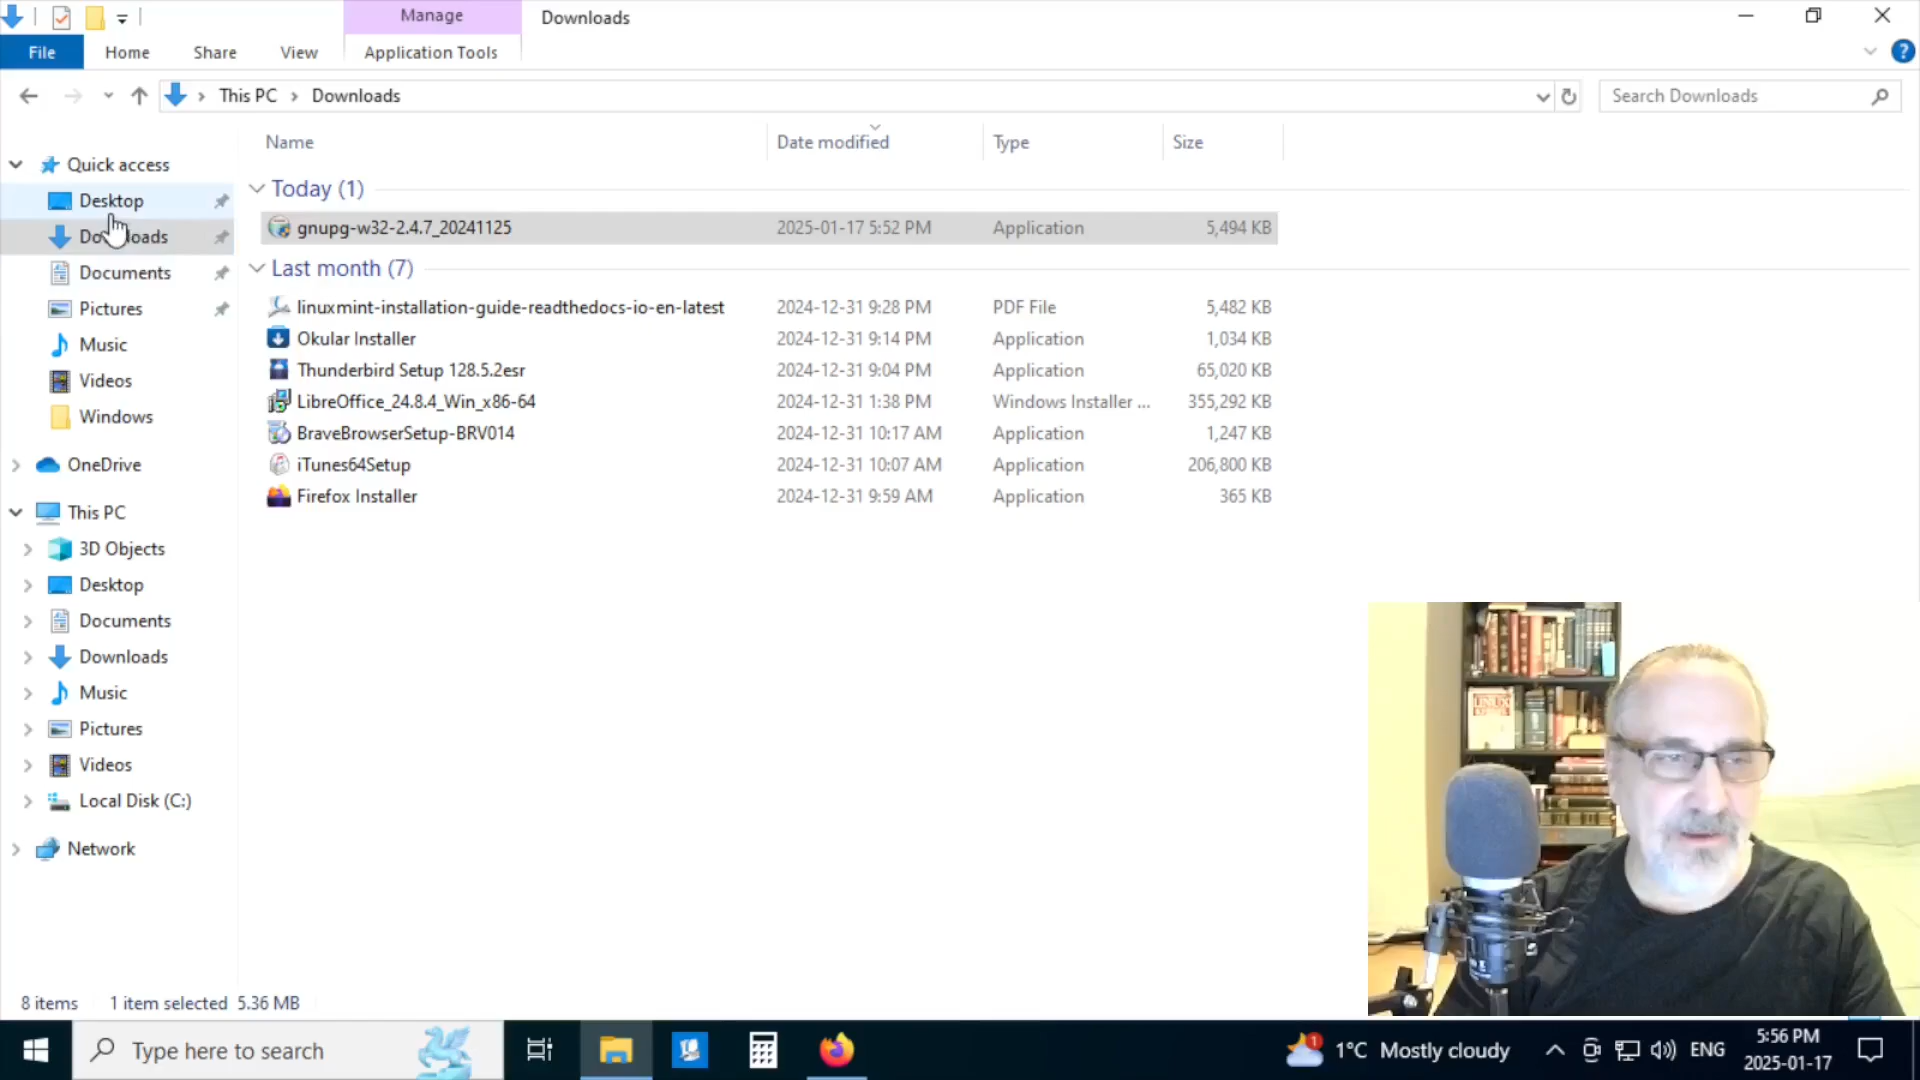 Manage
Downloads
File
Home
Share
View
Application Tools
This PC
Downloads
Search Downloads
Name
Date modified
Type
Size
Quick access
Desktop
Documents
Pictures
Music
Videos
Windows
OneDrive
This PC
3D Objects
Desktop
Documents
Downloads
Music
Pictures
Videos
Local Disk (C:)
Network
Today (1)
gnupg-w32-2.4.7_20241125 2025-01-17 5:52 PM Application 5,494 KB
Last month (7)
linuxmint-installation-guide-readthedocs-io-en-latest 2024-12-31 9:28 PM PDF File 5,482 KB
Okular Installer 2024-12-31 9:14 PM Application 1,034 KB
Thunderbird Setup 128.5.2esr 2024-12-31 9:04 PM Application 65,020 KB
LibreOffice_24.8.4_Win_x86-64 2024-12-31 1:38 PM Windows Installer ... 355,292 KB
BraveBrowserSetup-BRV014 2024-12-31 10:17 AM Application 1,247 KB
iTunes64Setup 2024-12-31 10:07 AM Application 206,800 KB
Firefox Installer 2024-12-31 9:59 AM Application 365 KB
LINUX
8 items 1 item selected 5.36 MB
Type here to search
1
1°C Mostly cloudy
ENG
5:56 PM
2025-01-17